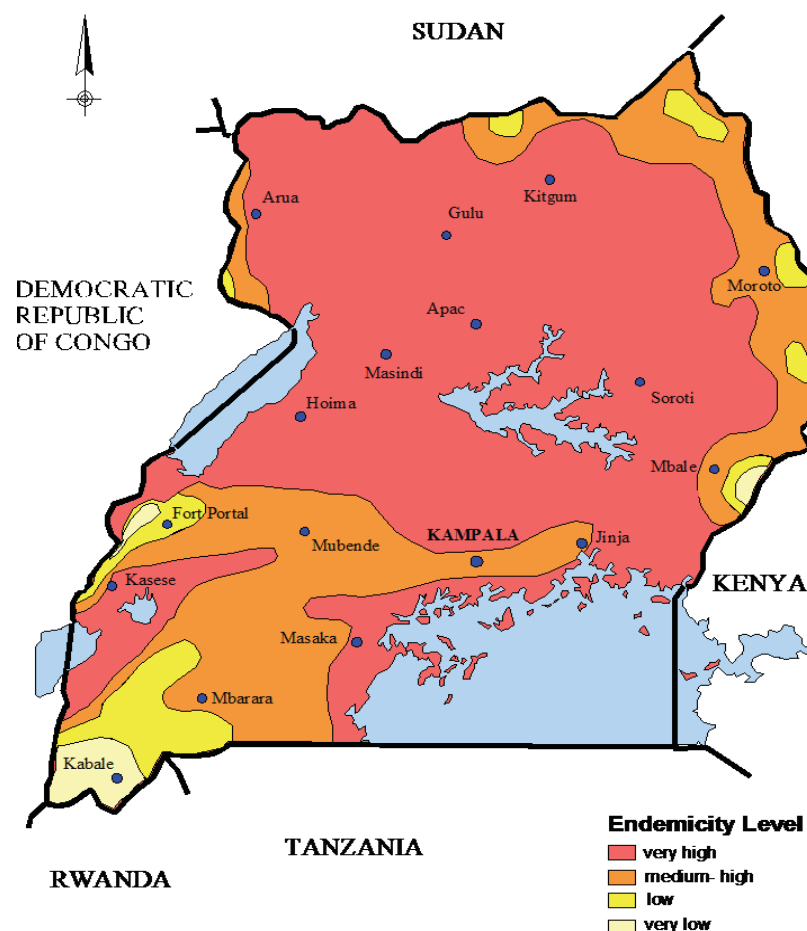 SUDAN
Arua
Kitgum
Gulu
DEMOCRATIC
REPUBLIC
OF CONGO
Moroto
Apac
Masindi
Soroti
Hoima
Mbale
Fort Portal
Mubende
KAMPALA
Jinja
Kasese
KENYA
Masaka
Mbarara
Kabale
TANZANIA
RWANDA
Endemicity Level
very high
medium- high
low
very low